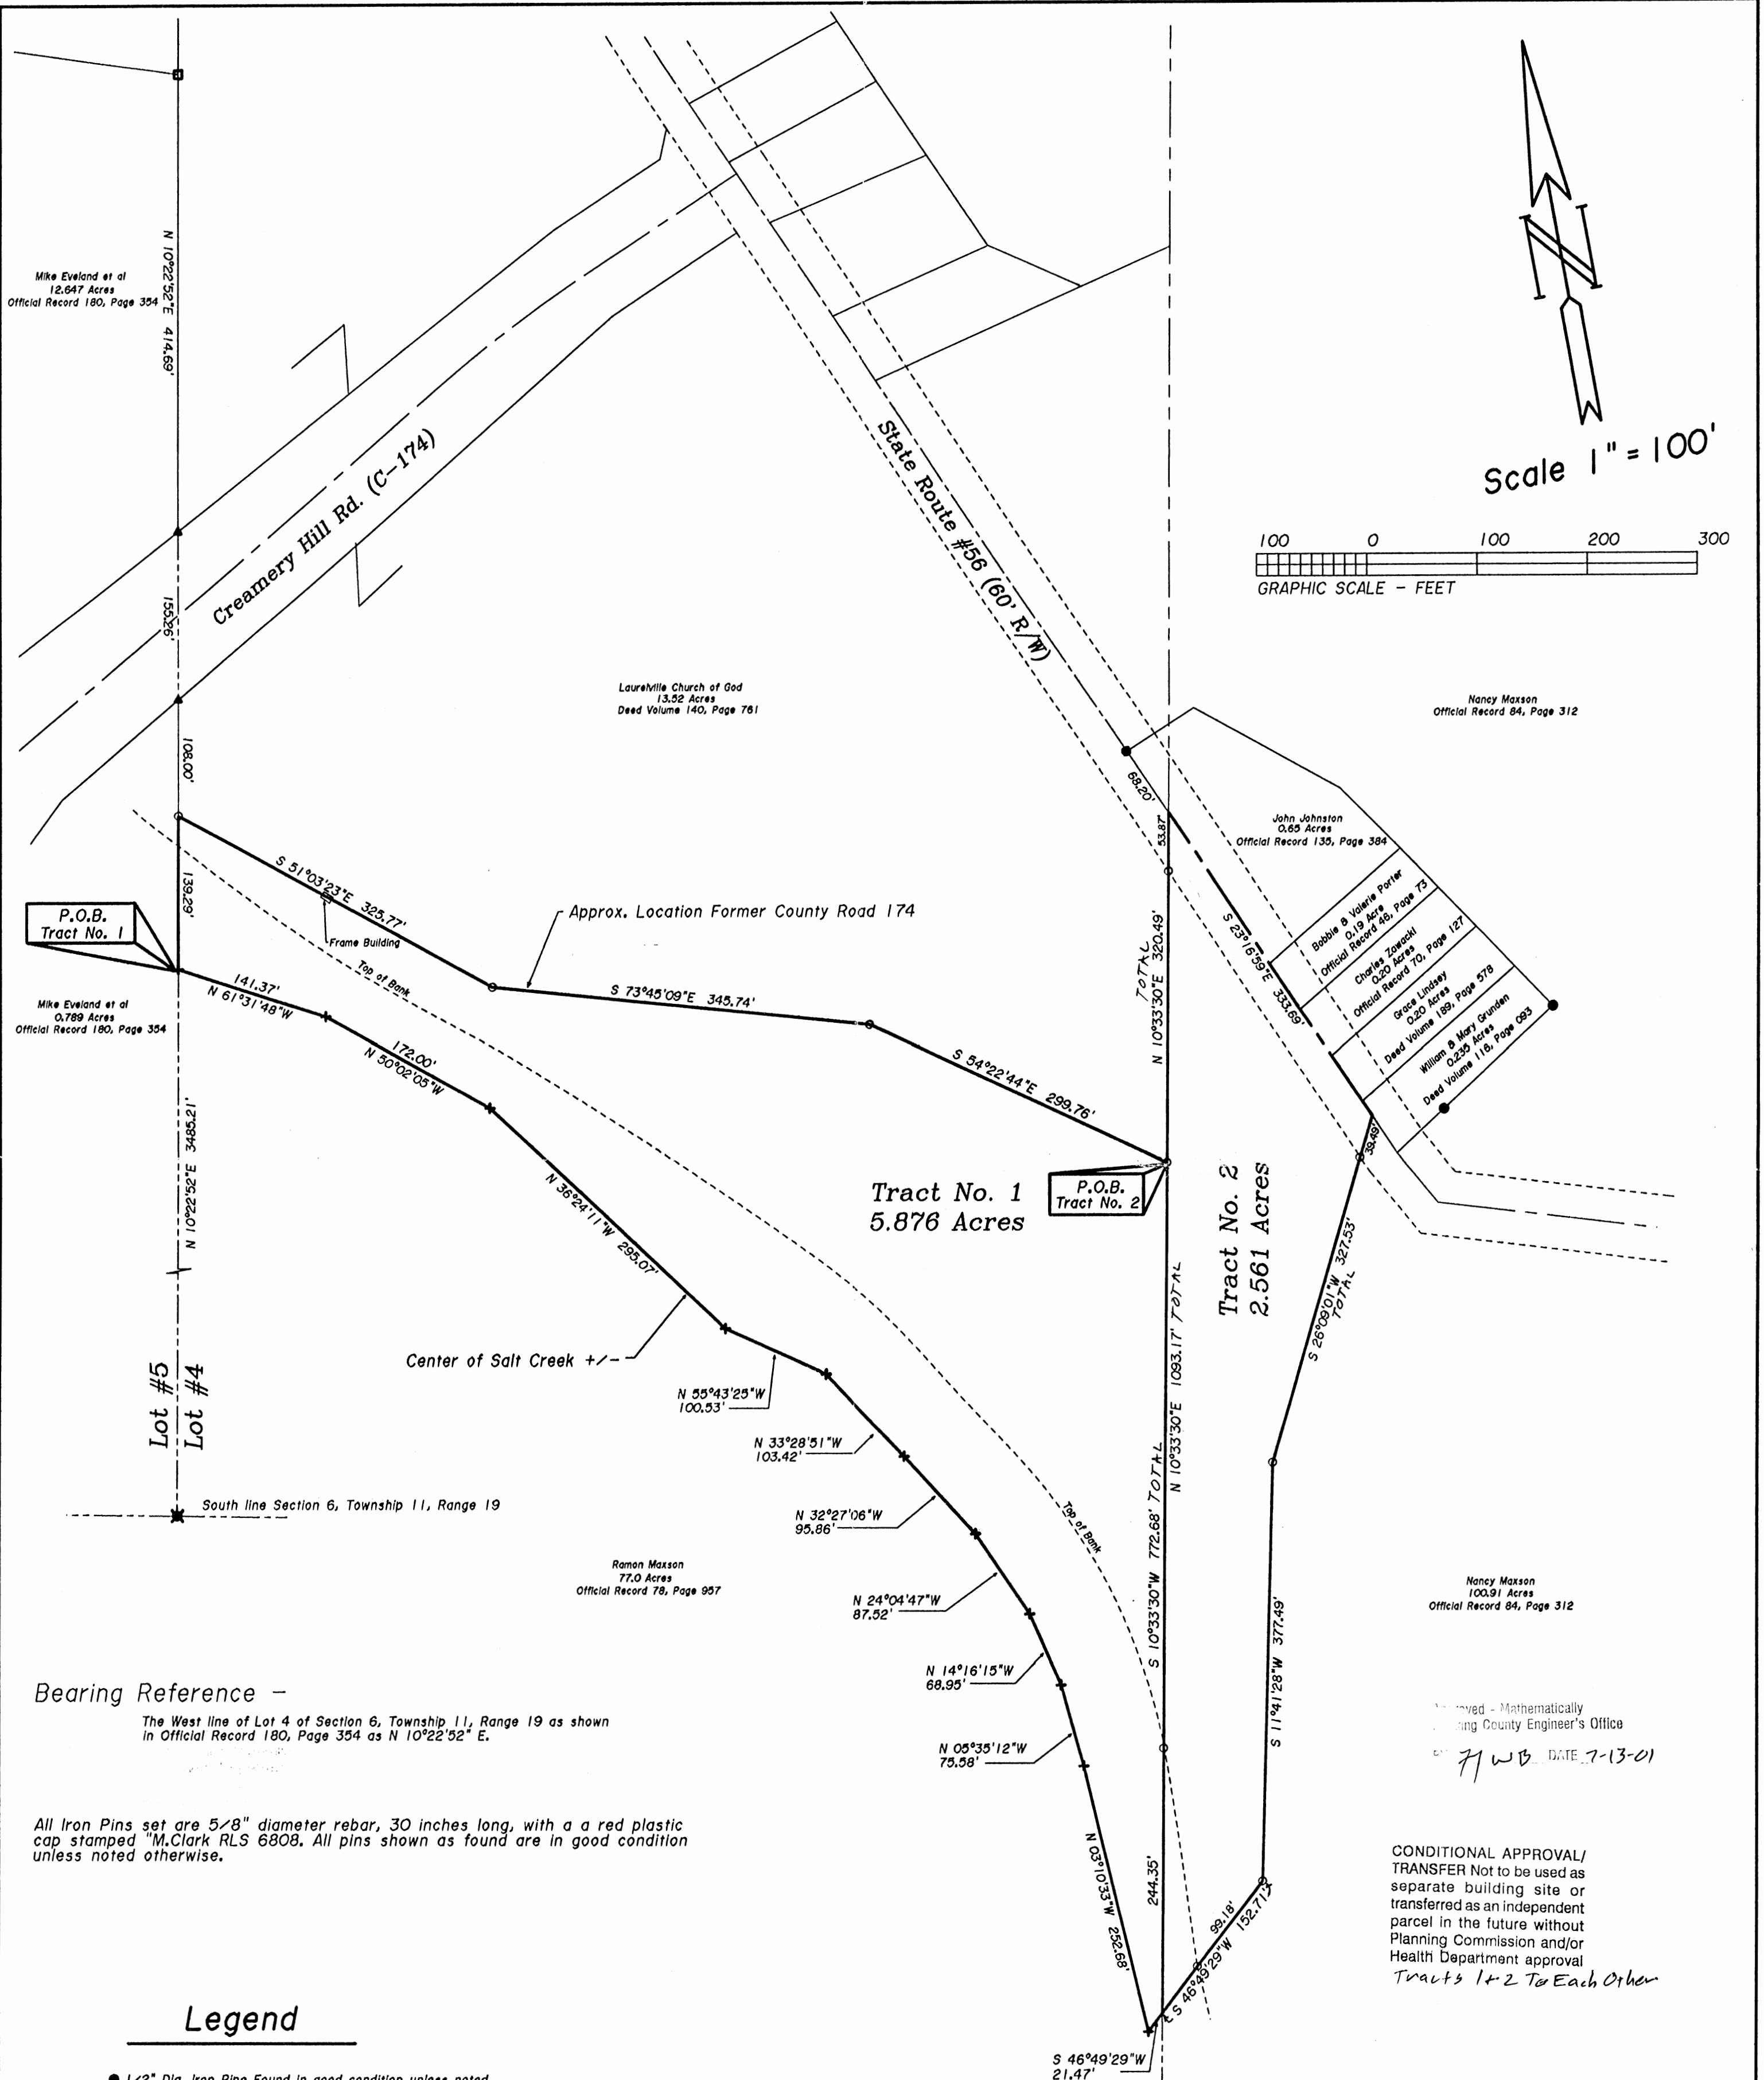 N 10°22'52"E 414.69'
Mike Eveland et al
12.647 Acres
Official Record 180, Page 354
Creamery Hill Rd. (C-174)
155.26'
108.00'
State Route #56 (60' R/W)
Scale 1" = 100'
100 0 100 200 300
GRAPHIC SCALE - FEET
Laurelville Church of God
13.52 Acres
Deed Volume 140, Page 761
Nancy Maxson
Official Record 84, Page 312
68.20'
53.87'
John Johnston
0.65 Acres
Official Record 135, Page 384
Bobbie & Valerie Porter
0.19 Acre
Official Record 46, Page 73
Charles Zawacki
0.20 Acres
Official Record 70, Page 127
Grace Lindsey
0.20 Acres
Deed Volume 189, Page 578
William & Mary Grunden
0.235 Acres
Deed Volume 116, Page 093
S 23°16'59"E 333.69'
39.49'
139.29'
S 51°03'23"E 325.77'
Frame Building
Top of Bank
Approx. Location Former County Road 174
P.O.B.
Tract No. 1
141.37'
N 61°31'48"W
S 73°45'09"E 345.74'
TOTAL
N 10°33'30"E 320.49'
Mike Eveland et al
0.789 Acres
Official Record 180, Page 354
172.00'
N 50°02'05"W
S 54°22'44"E 299.76'
N 10°22'52"E 3485.21'
N 36°24'11"W 295.07'
Tract No. 1
5.876 Acres
P.O.B.
Tract No. 2
Tract No. 2
2.561 Acres
S 26°09'01"W 327.53'
TOTAL
Center of Salt Creek +/-
Lot #5
Lot #4
N 55°43'25"W
100.53'
N 33°28'51"W
103.42'
N 10°33'30"E 1093.17' TOTAL
S 10°33'30"W 772.68' TOTAL
South line Section 6, Township 11, Range 19
N 32°27'06"W
95.86'
Top of Bank
Ramon Maxson
77.0 Acres
Official Record 78, Page 957
N 24°04'47"W
87.52'
Nancy Maxson
100.91 Acres
Official Record 84, Page 312
S 11°41'28"W 377.49'
N 14°16'15"W
68.95'
Bearing Reference -
The West line of Lot 4 of Section 6, Township 11, Range 19 as shown
in Official Record 180, Page 354 as N 10°22'52" E.
N 05°35'12"W
75.58'
- Mathematically
County Engineer's Office
DATE 7-13-01
All Iron Pins set are 5/8" diameter rebar, 30 inches long, with a a red plastic
cap stamped "M.Clark RLS 6808. All pins shown as found are in good condition
unless noted otherwise.
N 03°10'33"W 252.68'
244.35'
99.18'
S 46°49'29"W 152.71'
CONDITIONAL APPROVAL/
TRANSFER Not to be used as
separate building site or
transferred as an independent
parcel in the future without
Planning Commission and/or
Health Department approval
Tracts 1+2 To Each Other
Legend
S 46°49'29"W
21.47'
1/2" Dia. Iron Pins Found in good condition unless noted